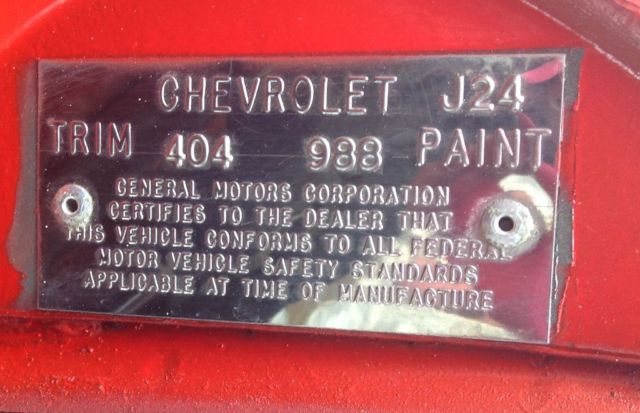 CHEVROLET J24
TRIM 404 988 PAINT
GENERAL MOTORS CORPORATION
CERTIFIES TO THE DEALER THAT
THIS VEHICLE CONFORMS TO ALL FEDERAL
MOTOR VEHICLE SAFETY STANDARDS
APPLICABLE AT TIME OF MANUFACTURE